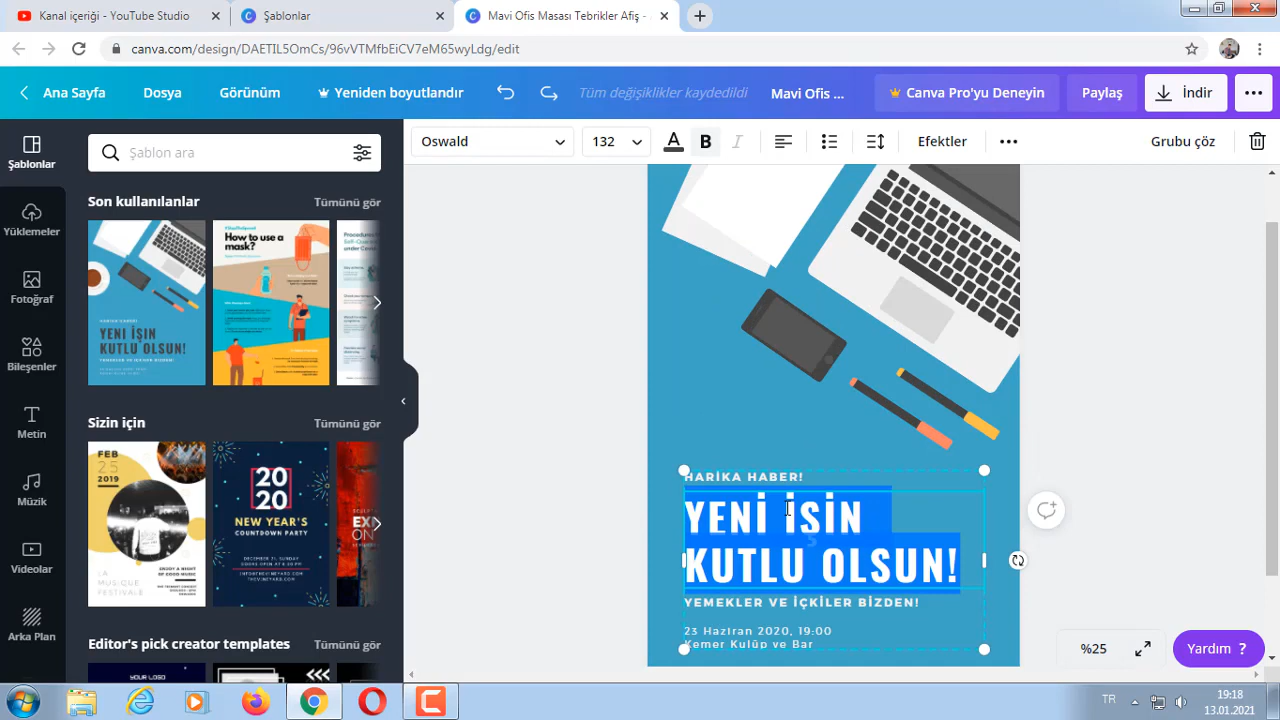 Kanal içeriği - YouTube Studio
Şablonlar
Mavi Ofis Masası Tebrikler Afiş -
canva.com/design/DAETIL5OmCs/96vVTMfbEiCV7eM65wyLdg/edit
Ana Sayfa
Dosya
Görünüm
Yeniden boyutlandır
Tüm değişiklikler kaydedildi
Mavi Ofis ...
Canva Pro'yu Deneyin
Paylaş
İndir
Şablonlar
Yüklemeler
Fotoğraf
Bileşenler
Metin
Müzik
Videolar
Arka Plan
Şablon ara
Oswald
132
A
B
I
Efektler
Grubu çöz
Son kullanılanlar
Tümünü gör
YENİ İŞİN
KUTLU OLSUN!
How to use a
mask?
Sizin için
Tümünü gör
FEB
2019
LA
MUSIQUE
FESTIVALE
20
20
NEW YEAR'S
COUNTDOWN PARTY
Editor's pick creator templates
Tümünü gör
YOUR LOGO
HARİKA HABER!
YENİ İŞİN
KUTLU OLSUN!
YEMEKLER VE İÇKİLER BİZDEN!
23 Haziran 2020, 19:00
Kemer Kulüp ve Bar
%25
Yardım ?
TR
19:18
13.01.2021